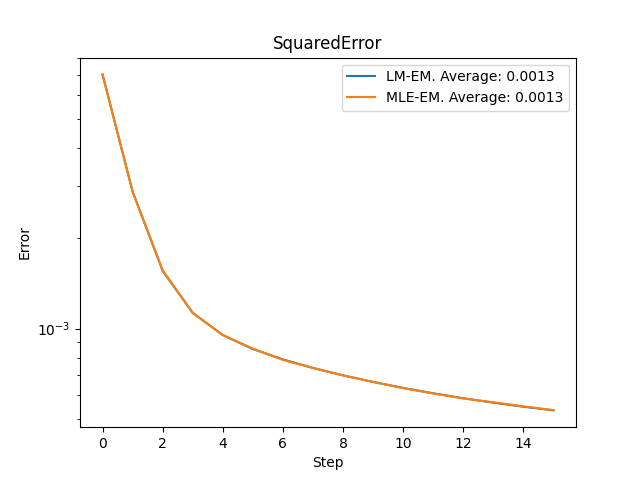 SquaredError
LM-EM. Average: 0.0013
MLE-EM. Average: 0.0013
Error
10⁻³
0 2 4 6 8 10 12 14
Step